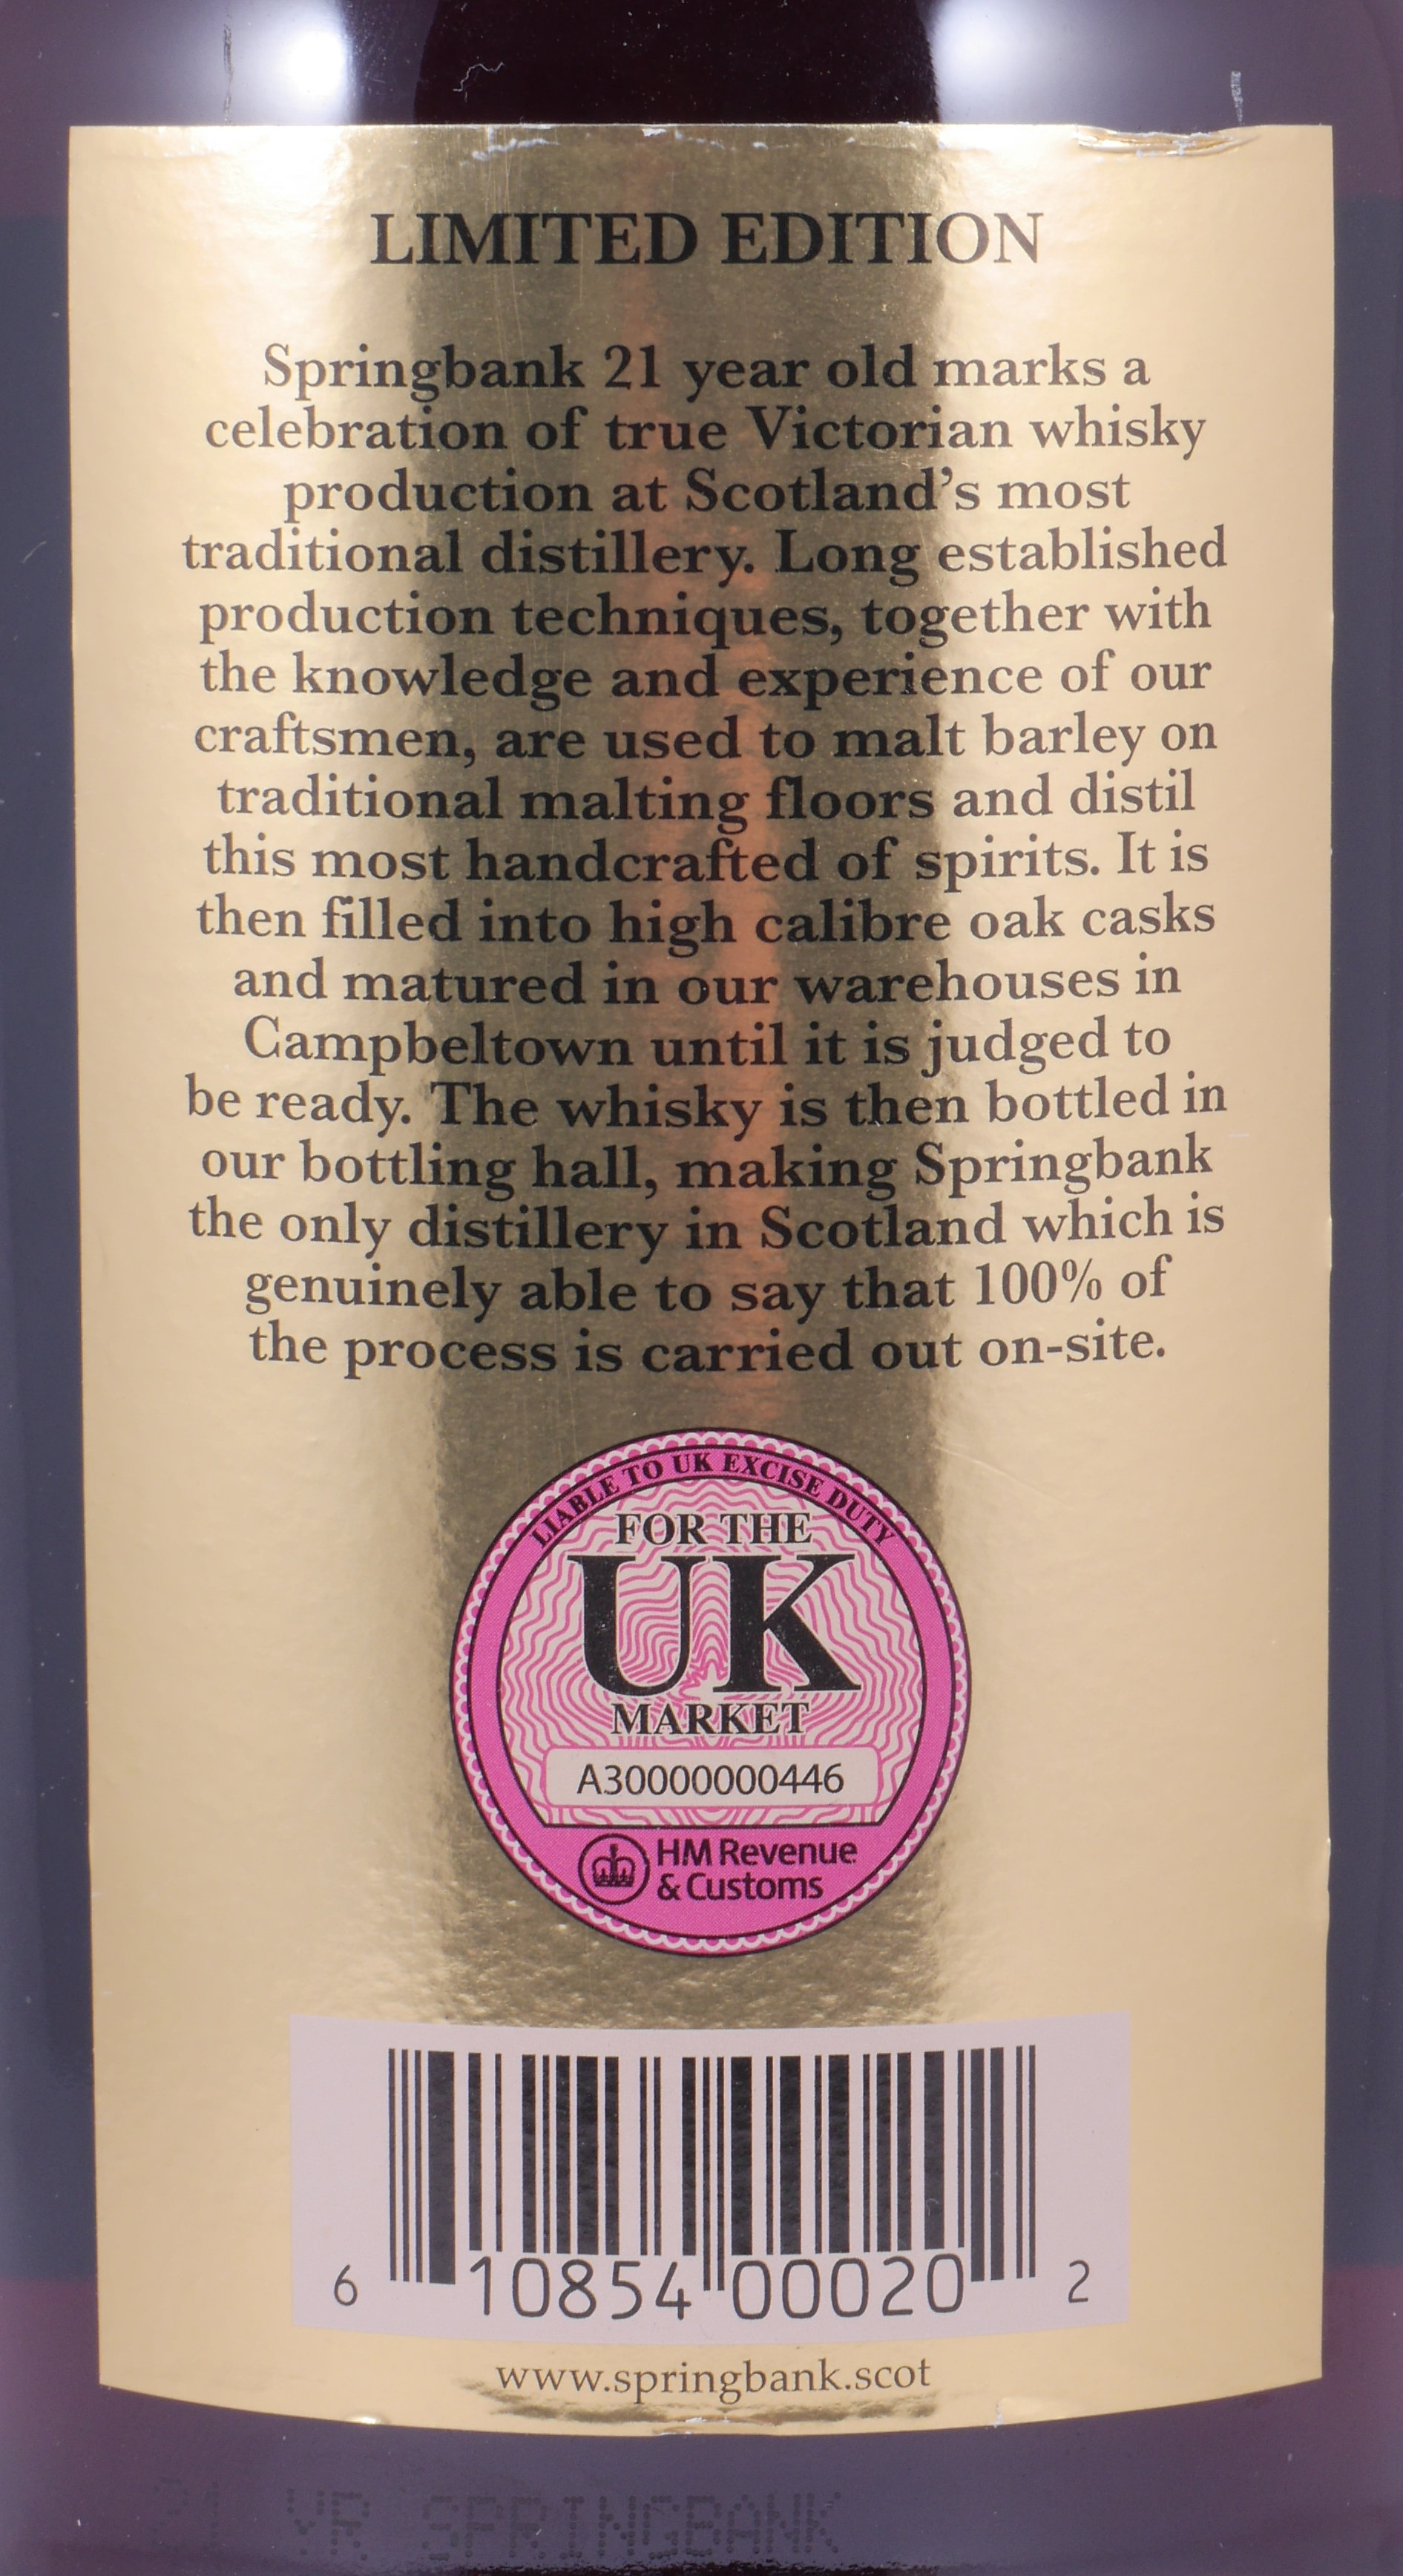 LIMITED EDITION
Springbank 21 year old marks a
celebration of true Victorian whisky
production at Scotland's most
traditional distillery. Long established
production techniques, together with
the knowledge and experience of our
craftsmen, are used to malt barley on
traditional malting floors and distil
this most handcrafted of spirits. It is
then filled into high calibre oak casks
and matured in our warehouses in
Campbeltown until it is judged to
be ready. The whisky is then bottled in
our bottling hall, making Springbank
the only distillery in Scotland which is
genuinely able to say that 100% of
the process is carried out on-site.
LIABLE TO UK EXCISE DUTY
FOR THE
UK
MARKET
A30000000446
HM Revenue
& Customs
6 10854 00020 2
www.springbank.scot
YR SPRINGBANK